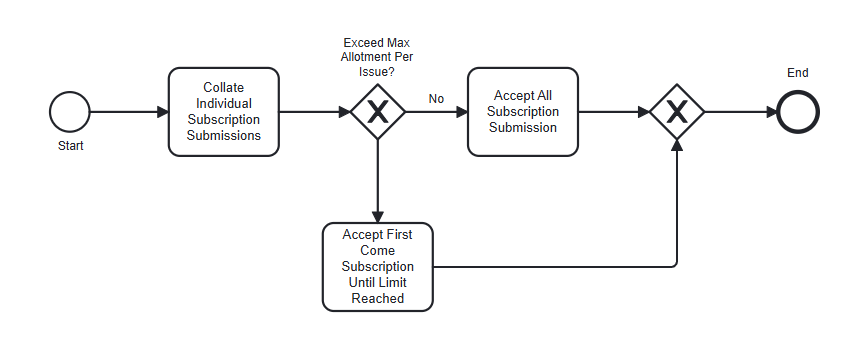 Exceed Max
Allotment Per
Issue?
End
Collate
Individual
Subscription
Submissions
No
Accept All
Subscription
Submission
Start
Accept First
Come
Subscription
Until Limit
Reached